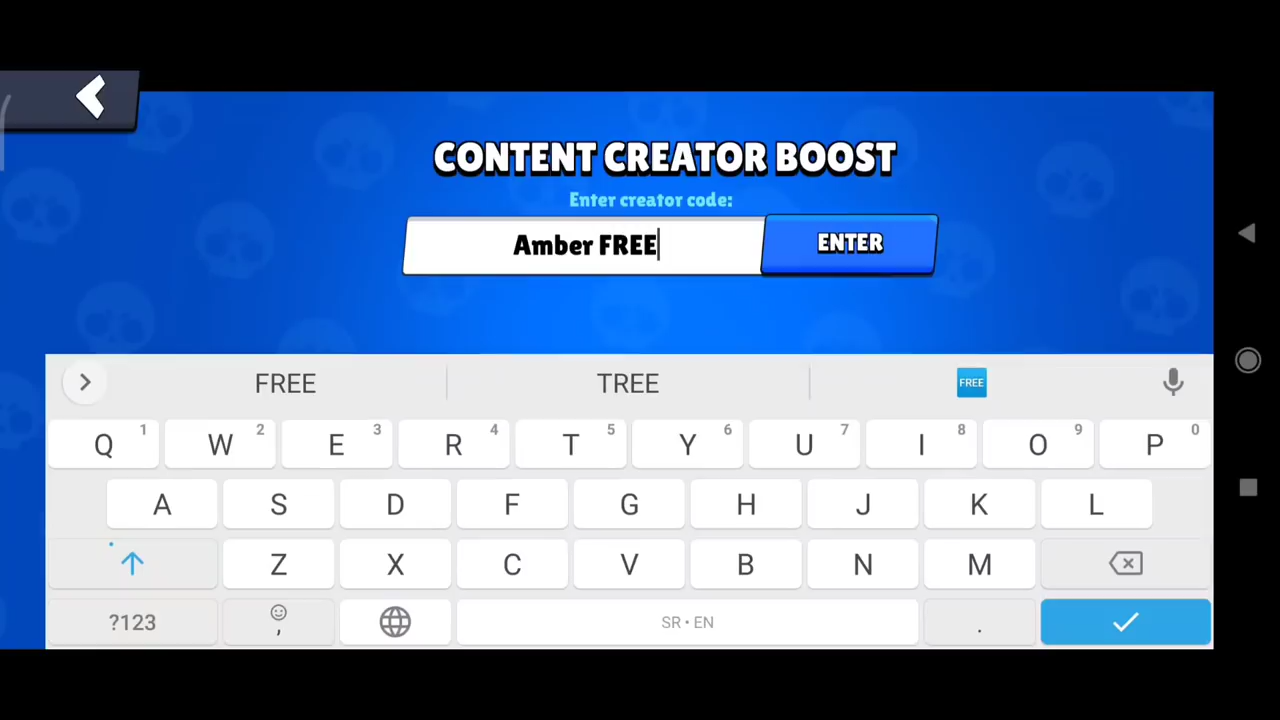 CONTENT CREATOR BOOST
Enter creator code:
Amber FREE
ENTER
FREE TREE FREE
Q 1 W 2 E 3 R 4 T 5 Y 6 U 7 I 8 O 9 P 0
A S D F G H J K L
Z X C V B N M
?123 , SR • EN .